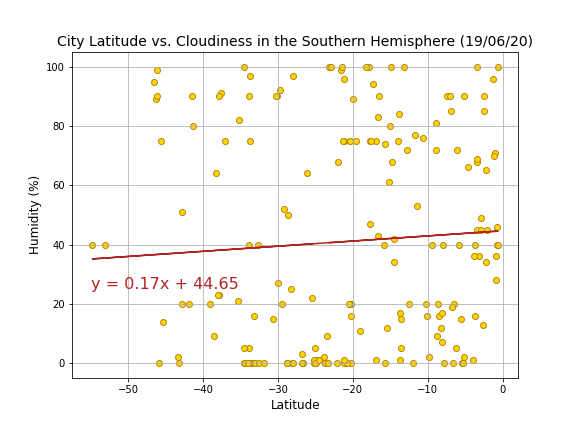 City Latitude vs. Cloudiness in the Southern Hemisphere (19/06/20)
100
80
60
40
20
0
Humidity (%)
y = 0.17x + 44.65
−50 −40 −30 −20 −10 0
Latitude